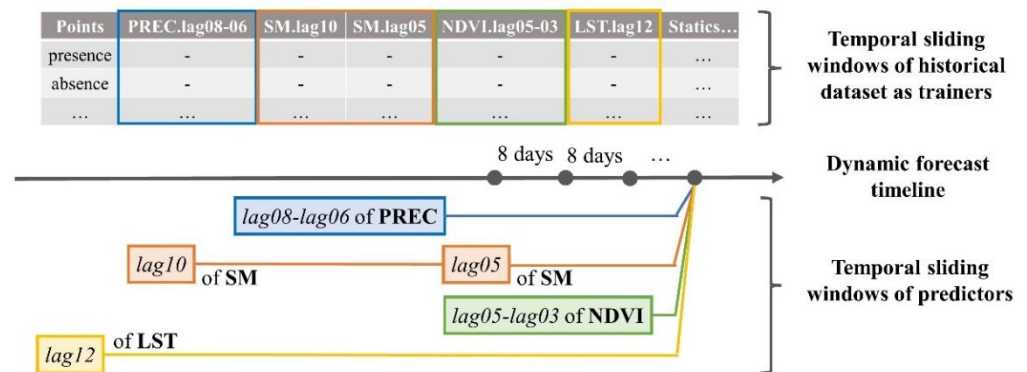 Points PREC.lag08-06 SM.lag10 SM.lag05 NDVI.lag05-03 LST.lag12 Statics…
presence - - - - - …
absence - - - - - …
… … … … … … …
Temporal sliding
windows of historical
dataset as trainers
8 days 8 days …
Dynamic forecast
timeline
lag08-lag06 of PREC
lag10 of SM
lag05 of SM
lag05-lag03 of NDVI
lag12 of LST
Temporal sliding
windows of predictors